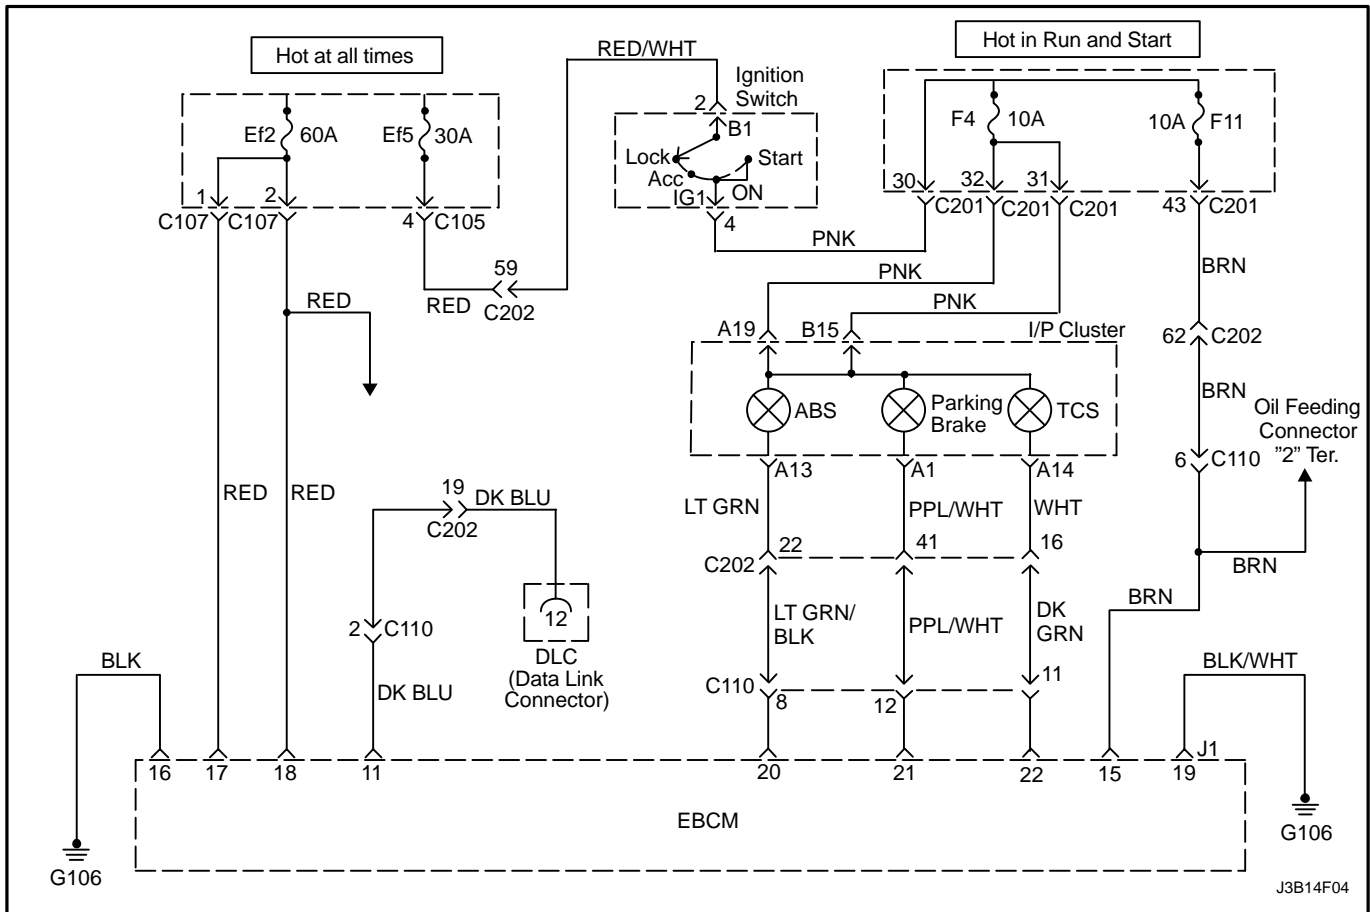 Hot at all times
RED/WHT
Hot in Run and Start
Ignition
Switch
2
B1
Ef2
60A
Ef5
30A
Lock
Start
Acc
ON
IG1
F4
10A
10A
F11
1
2
30
32
31
C107
C107
4
C105
4
C201
C201
C201
43
C201
PNK
59
RED
C202
RED
PNK
PNK
BRN
A19
B15
I/P Cluster
62
C202
ABS
Parking
Brake
TCS
BRN
Oil Feeding
Connector
”2” Ter.
6
C110
A13
A1
A14
RED
RED
19
DK BLU
C202
LT GRN
PPL/WHT
WHT
22
41
16
C202
BRN
12
DLC
(Data Link
Connector)
2
C110
LT GRN/
BLK
PPL/WHT
DK
GRN
BRN
BLK
DK BLU
C110
8
12
11
BLK/WHT
J1
16
17
18
11
20
21
22
15
19
EBCM
G106
G106
J3B14F04